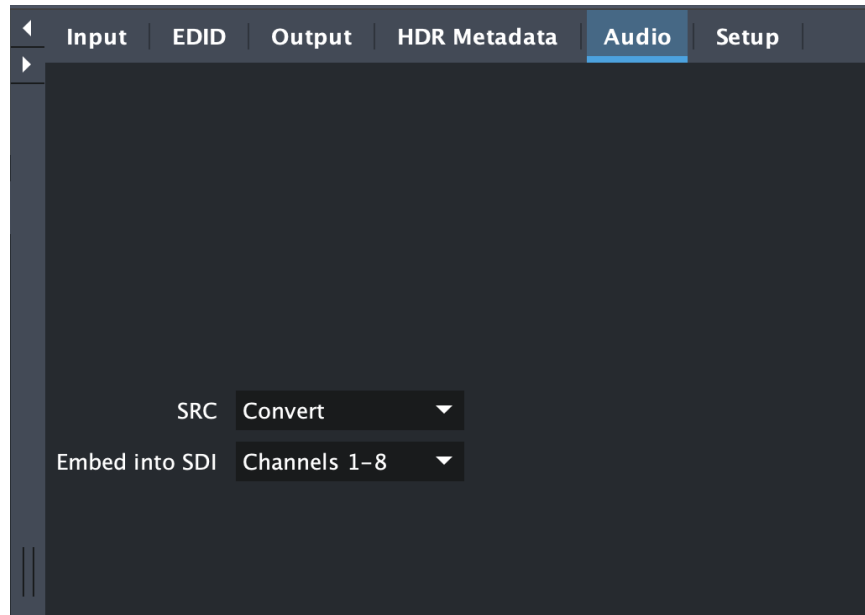 Input EDID Output HDR Metadata Audio Setup
SRC Convert
Embed into SDI Channels 1-8